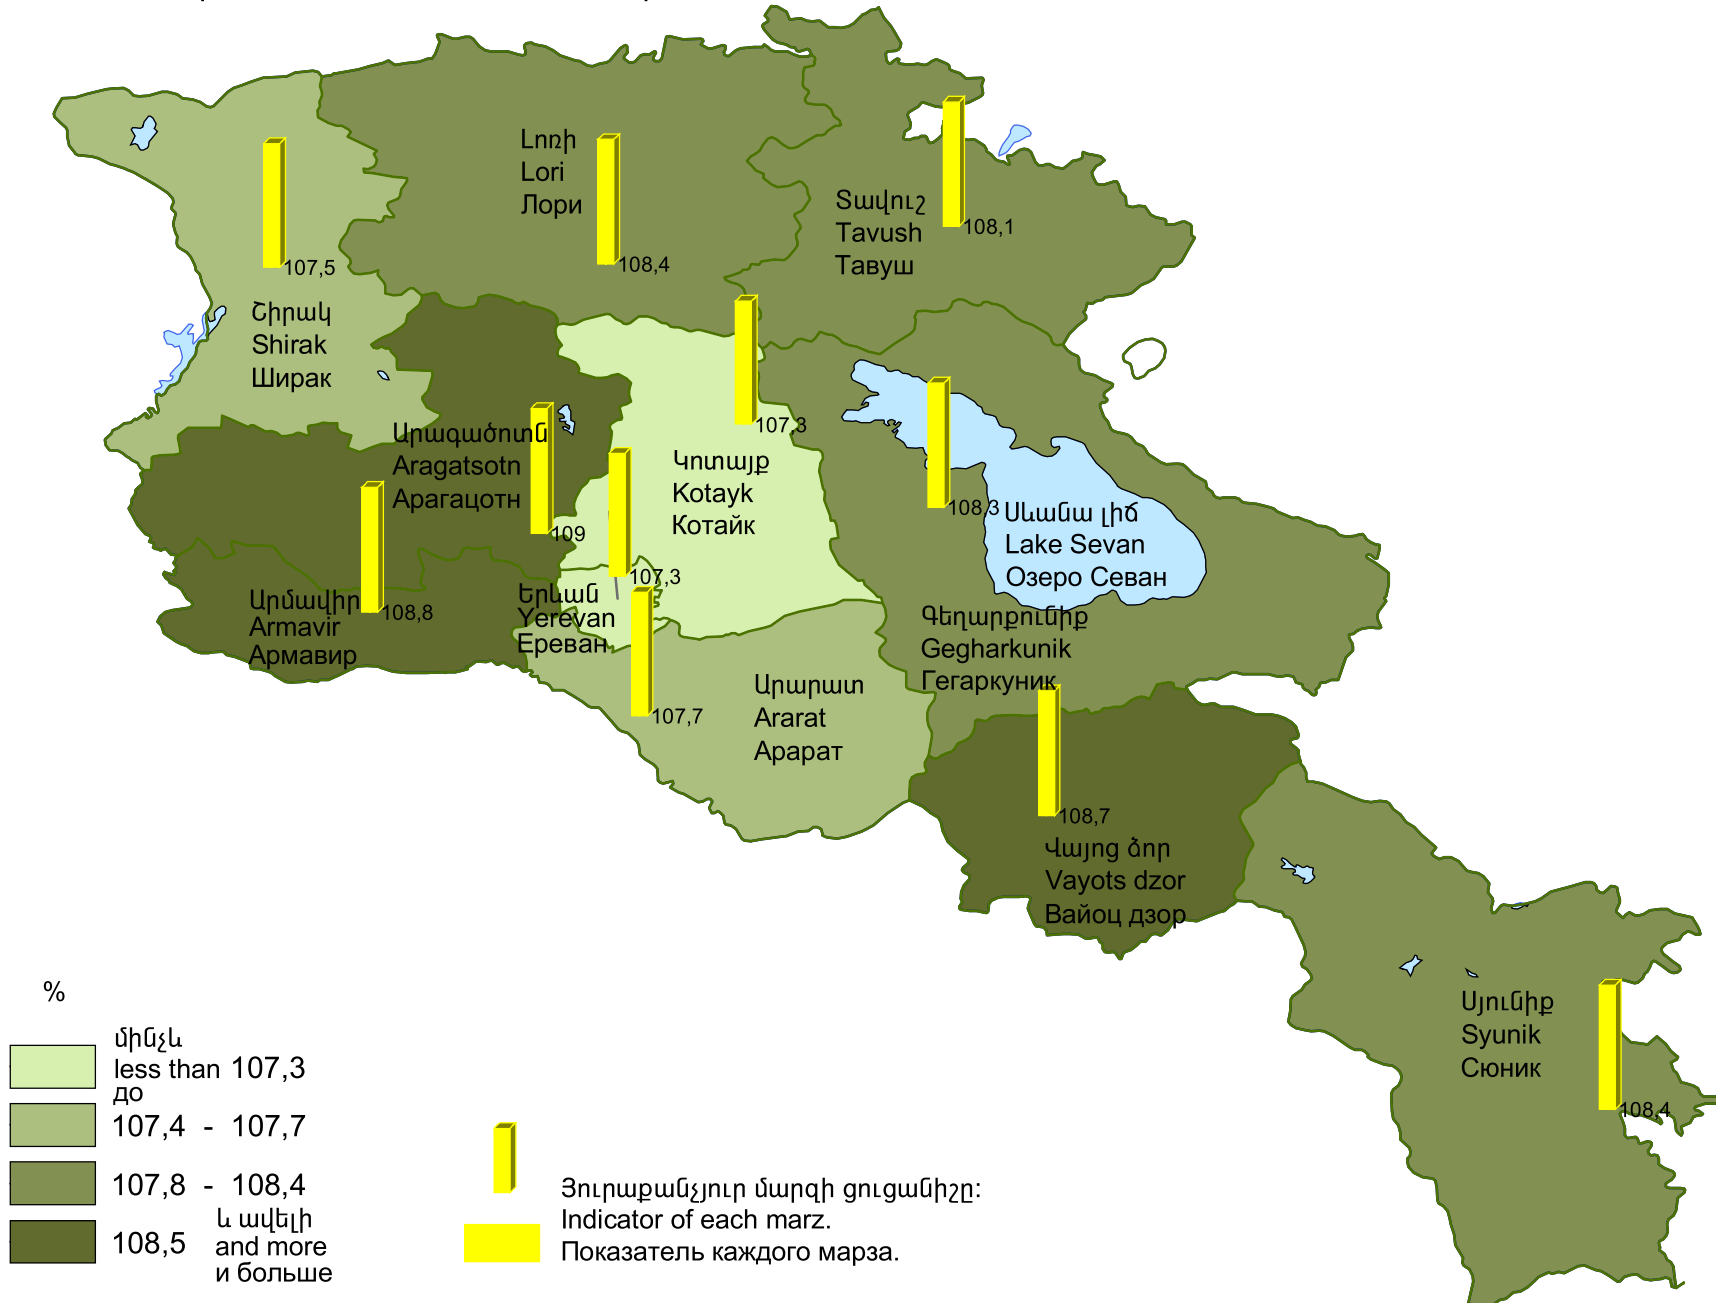 Լոռի
Lori
Лори
108,4
Տավուշ
Tavush
Тавуш
108,1
107,5
Շիրակ
Shirak
Ширак
107,3
Կոտայք
Kotayk
Котайк
Արագածոտն
Aragatsotn
Арагацотн
109
108,3
Սևանա լիճ
Lake Sevan
Озеро Севан
107,3
Երևան
Yerevan
Ереван
Արմավիր
Armavir
Армавир
108,8
Գեղարքունիք
Gegharkunik
Гегаркуник
107,7
Արարատ
Ararat
Арарат
108,7
Վայոց ձոր
Vayots dzor
Вайоц дзор
Սյունիք
Syunik
Сюник
108,4
%
մինչև
less than 107,3
до
107,4 - 107,7
107,8 - 108,4
108,5
և ավելի
and more
и больше
Յուրաքանչյուր մարզի ցուցանիշը:
Indicator of each marz.
Показатель каждого марза.